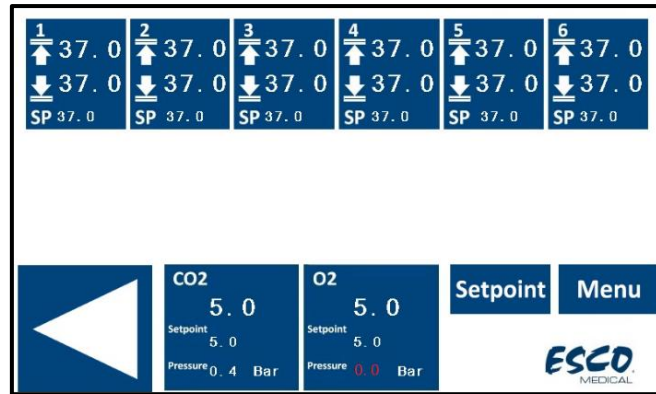 1 2 3 4 5 6
37.0 37.0 37.0 37.0 37.0 37.0
37.0 37.0 37.0 37.0 37.0 37.0
SP 37.0 SP 37.0 SP 37.0 SP 37.0 SP 37.0 SP 37.0
CO2
5.0
Setpoint
5.0
Pressure 0.4 Bar
O2
5.0
Setpoint
5.0
Pressure 0.0 Bar
Setpoint
Menu
ESCO
MEDICAL